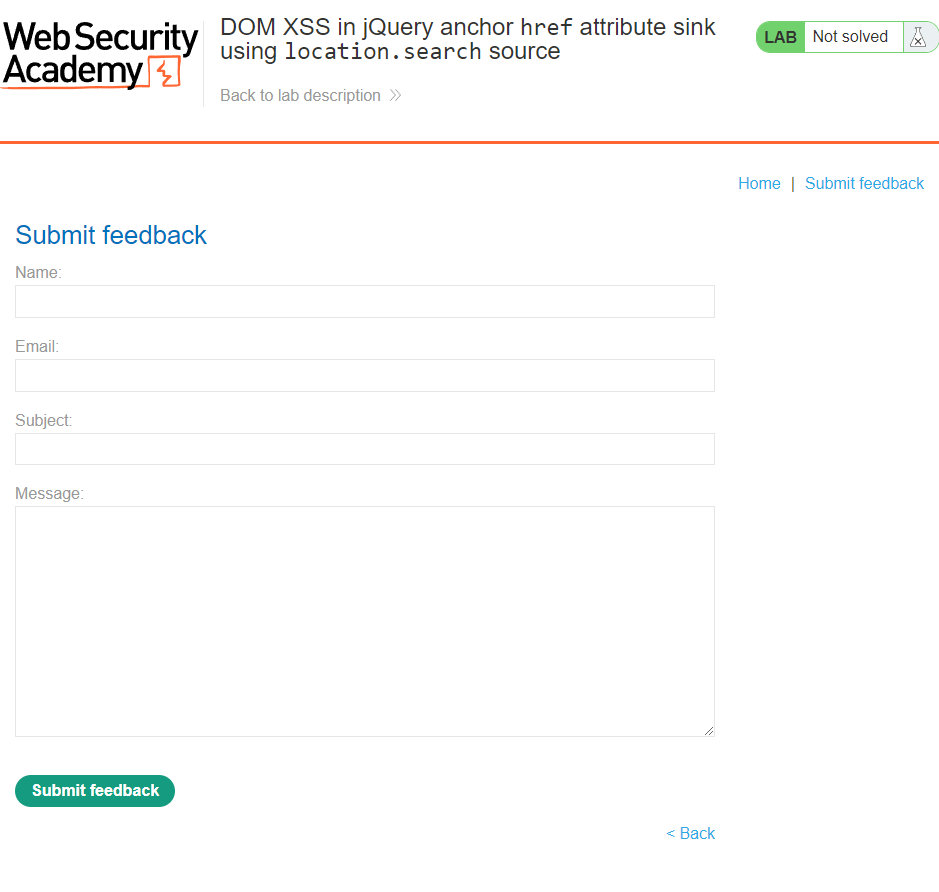 Web Security
Academy
DOM XSS in jQuery anchor href attribute sink
using location.search source
Back to lab description
LAB Not solved
Home | Submit feedback
Submit feedback
Name:
Email:
Subject:
Message:
Submit feedback
< Back